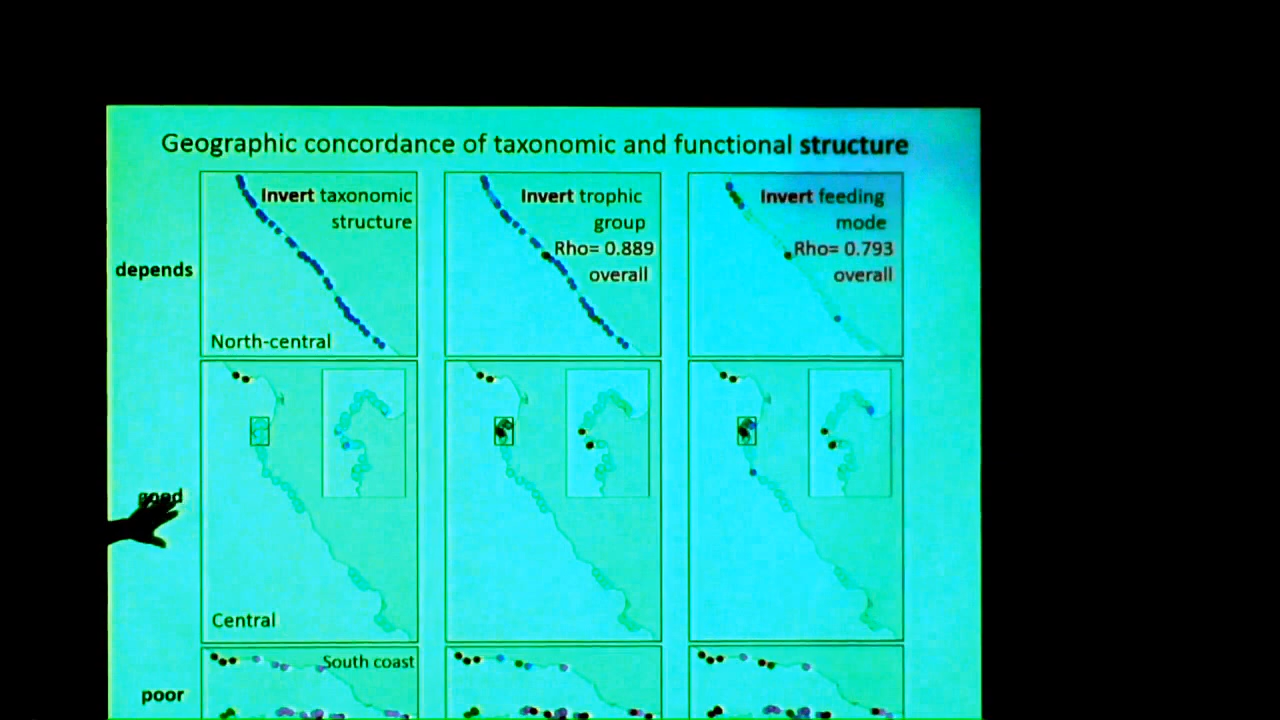 Geographic concordance of taxonomic and functional structure
Invert taxonomic
structure
Invert trophic
group
Rho= 0.889
overall
Invert feeding
mode
Rho= 0.793
overall
depends
North-central
good
Central
South coast
poor